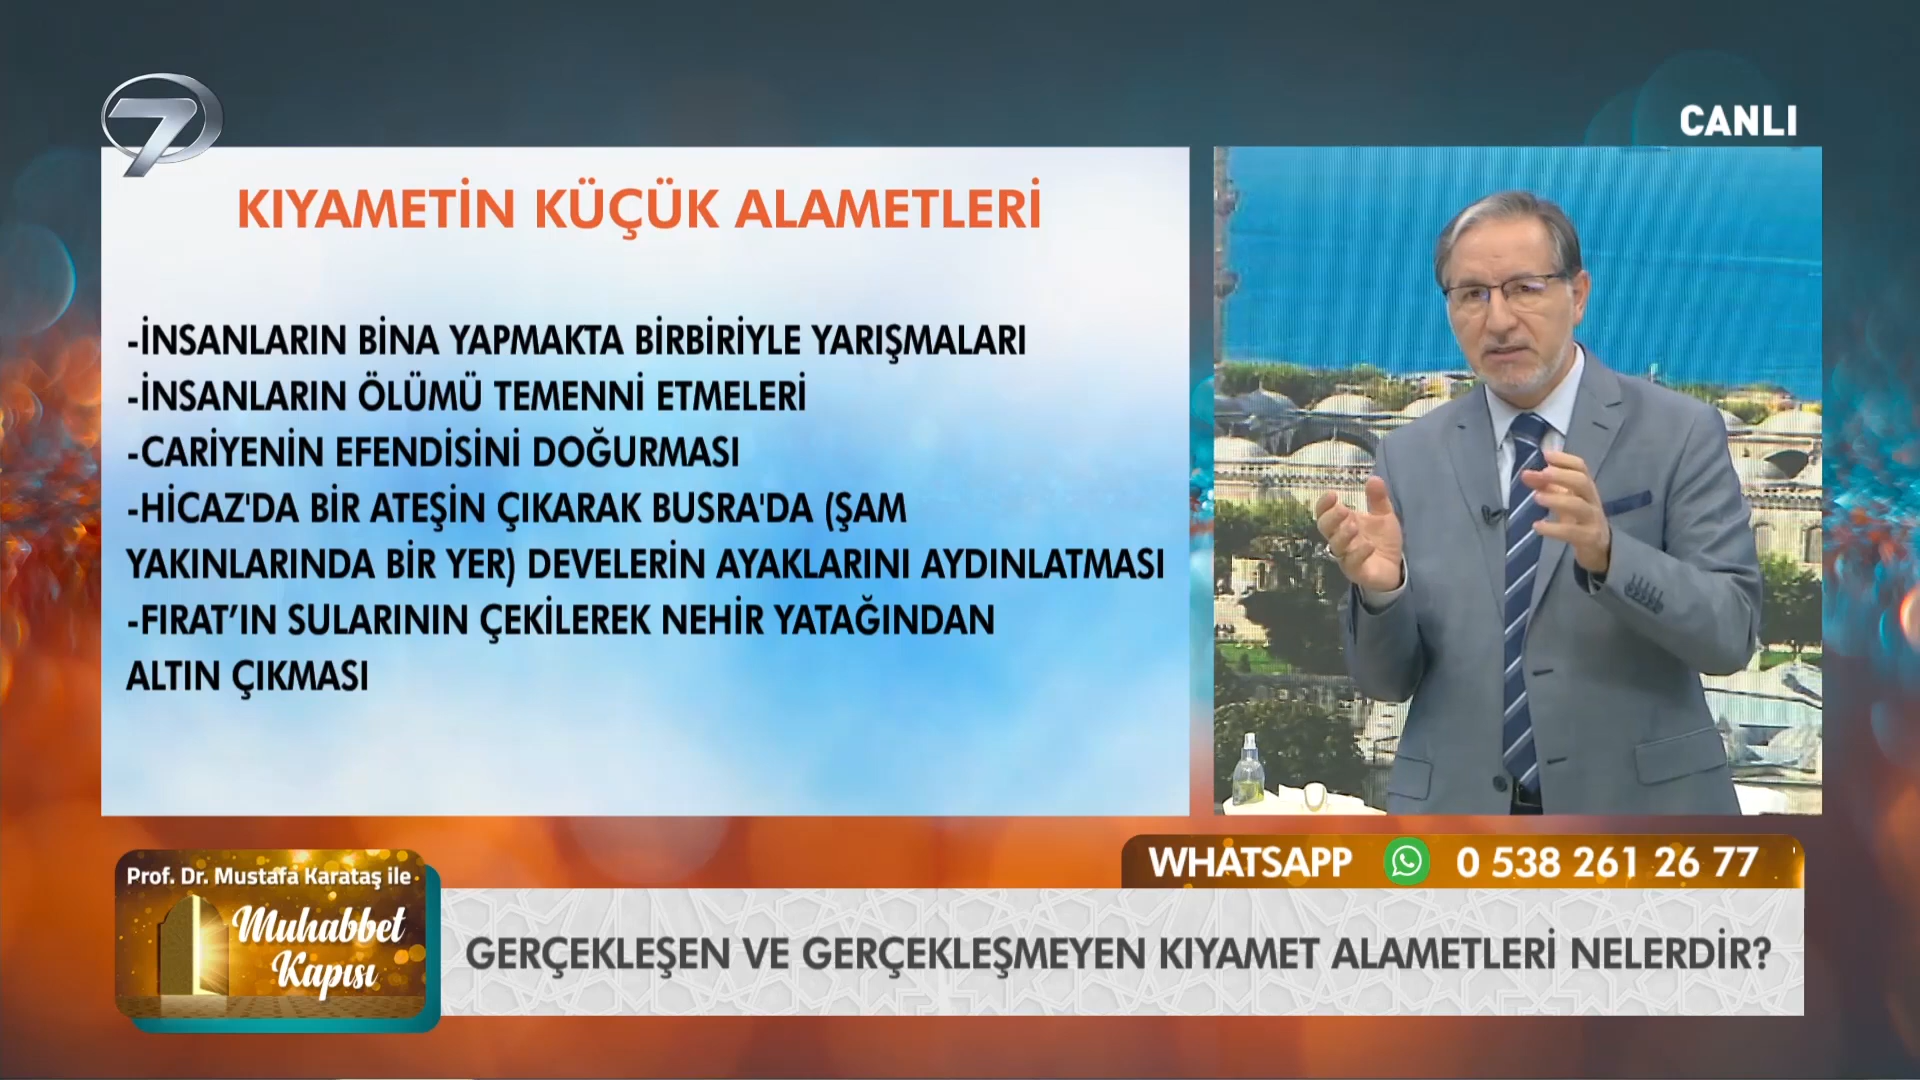 7
CANLI
KIYAMETİN KÜÇÜK ALAMETLERİ
-İNSANLARIN BİNA YAPMAKTA BİRBİRİYLE YARIŞMALARI
-İNSANLARIN ÖLÜMÜ TEMENNİ ETMELERİ
-CARİYENİN EFENDİSİNİ DOĞURMASI
-HİCAZ'DA BİR ATEŞİN ÇIKARAK BUSRA'DA (ŞAM
YAKINLARINDA BİR YER) DEVELERİN AYAKLARINI AYDINLATMASI
-FIRAT’IN SULARININ ÇEKİLEREK NEHİR YATAĞINDAN
ALTIN ÇIKMASI
WHATSAPP 0 538 261 26 77
Prof. Dr. Mustafa Karataş ile
Muhabbet
Kapısı
GERÇEKLEŞEN VE GERÇEKLEŞMEYEN KIYAMET ALAMETLERİ NELERDİR?